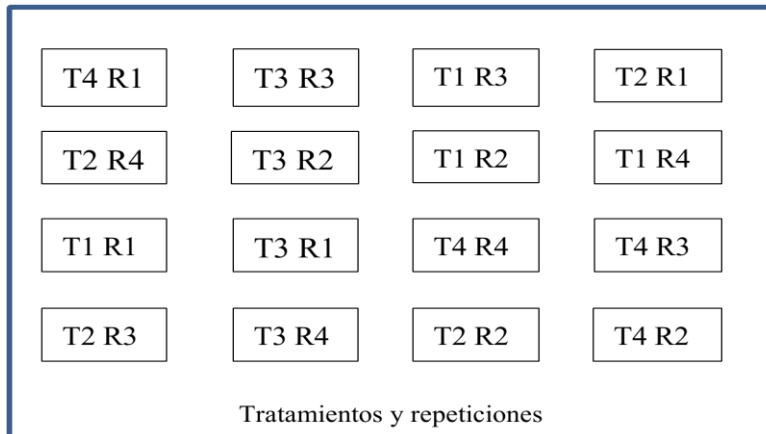 T4 R1 T3 R3 T1 R3 T2 R1
T2 R4 T3 R2 T1 R2 T1 R4
T1 R1 T3 R1 T4 R4 T4 R3
T2 R3 T3 R4 T2 R2 T4 R2
Tratamientos y repeticiones